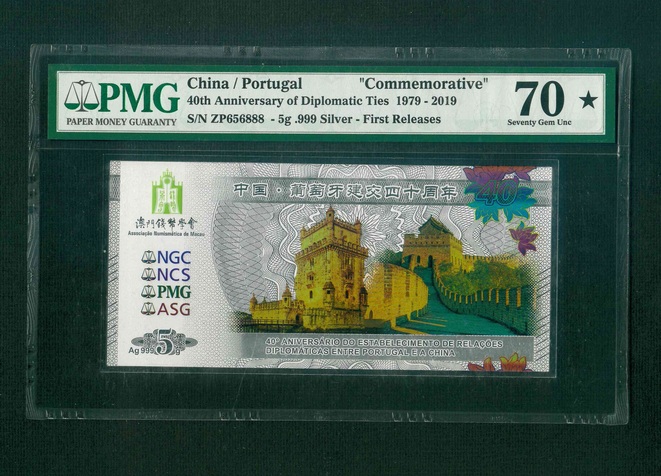 PMG
PAPER MONEY GUARANTY
China / Portugal "Commemorative"
40th Anniversary of Diplomatic Ties 1979 - 2019
S/N ZP656888 - 5g .999 Silver - First Releases
70 ★
Seventy Gem Unc
澳門錢幣學會
Associação Numismática de Macau
中国·葡萄牙建交四十周年
40
NGC
NCS
PMG
ASG
Ag 999 5 g
40º ANIVERSÁRIO DO ESTABELECIMENTO DE RELAÇÕES
DIPLOMÁTICAS ENTRE PORTUGAL E A CHINA